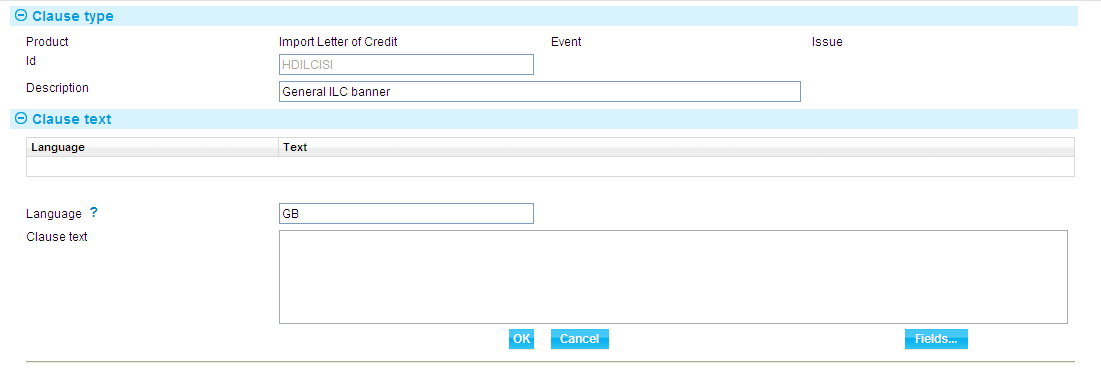 Clause type
Product Import Letter of Credit Event Issue
Id HDILCISI
Description General ILC banner
Clause text
Language Text
Language ? GB
Clause text
OK Cancel Fields...